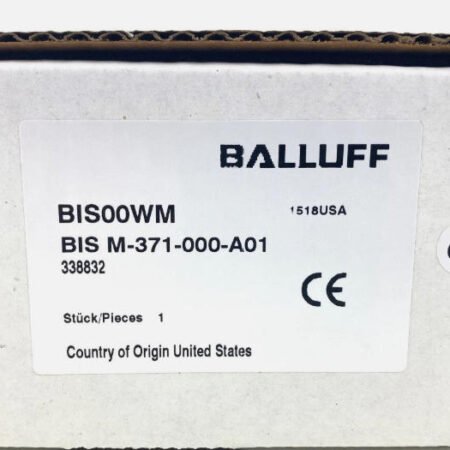 BALLUFF
BIS00WM 1518USA
BIS M-371-000-A01
338832
CE
Stück/Pieces 1
Country of Origin United States